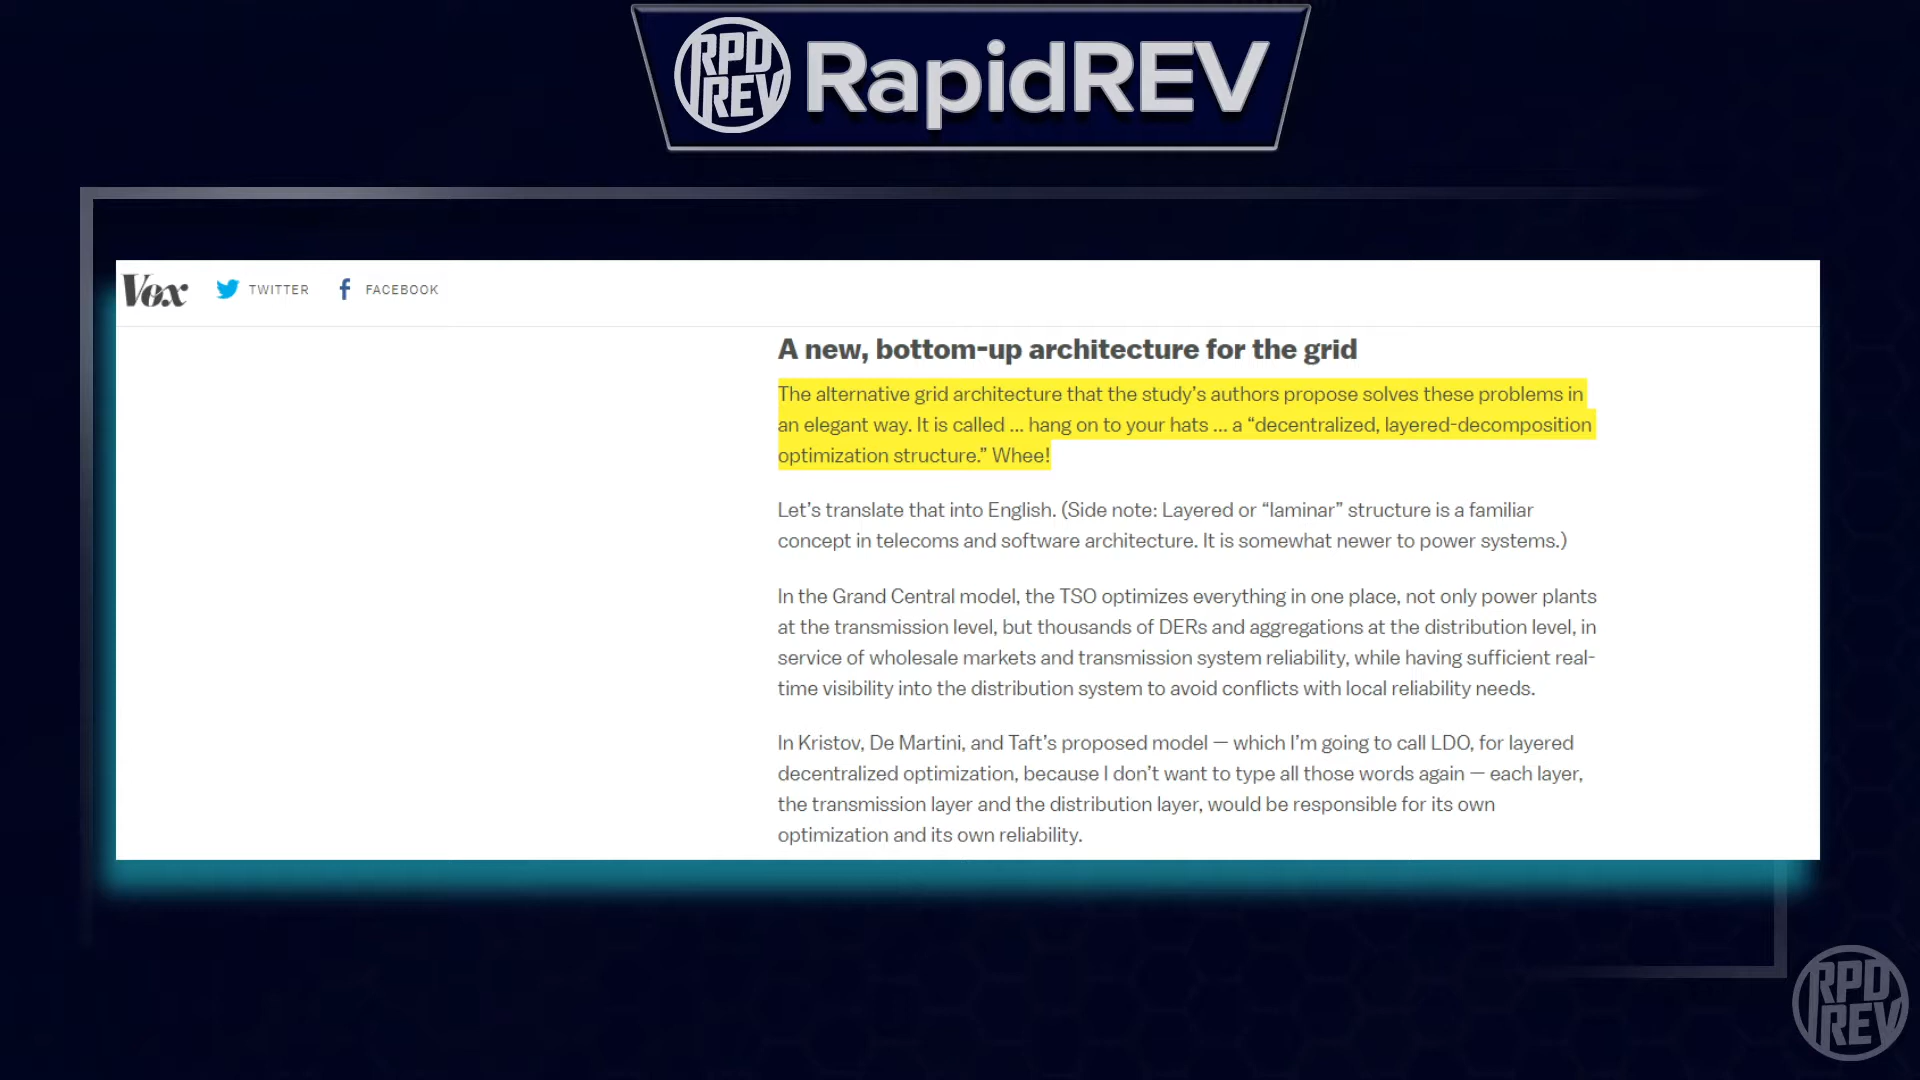 RPD
REV
RapidREV
Vox TWITTER FACEBOOK
A new, bottom-up architecture for the grid
The alternative grid architecture that the study’s authors propose solves these problems in
an elegant way. It is called ... hang on to your hats ... a “decentralized, layered-decomposition
optimization structure.” Whee!
Let’s translate that into English. (Side note: Layered or “laminar” structure is a familiar
concept in telecoms and software architecture. It is somewhat newer to power systems.)
In the Grand Central model, the TSO optimizes everything in one place, not only power plants
at the transmission level, but thousands of DERs and aggregations at the distribution level, in
service of wholesale markets and transmission system reliability, while having sufficient real-
time visibility into the distribution system to avoid conflicts with local reliability needs.
In Kristov, De Martini, and Taft’s proposed model — which I’m going to call LDO, for layered
decentralized optimization, because I don’t want to type all those words again — each layer,
the transmission layer and the distribution layer, would be responsible for its own
optimization and its own reliability.
RPD
REV